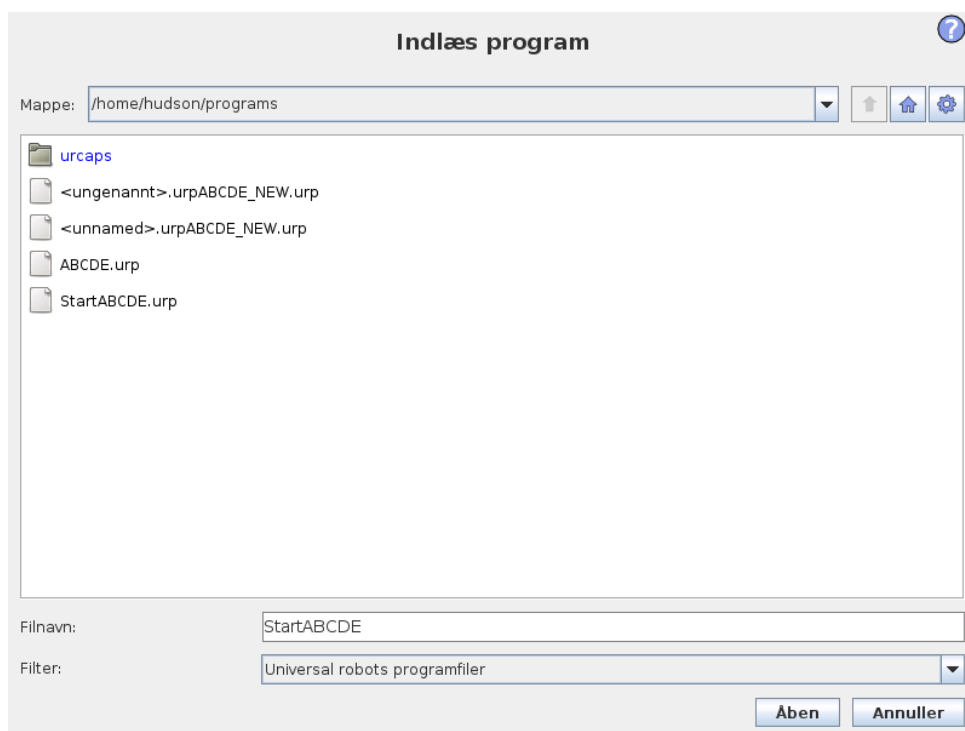 Indlæs program
?
Mappe: /home/hudson/programs
urcaps
<ungenannt>.urpABCDE_NEW.urp
<unnamed>.urpABCDE_NEW.urp
ABCDE.urp
StartABCDE.urp
Filnavn: StartABCDE
Filter: Universal robots programfiler
Åben Annuller